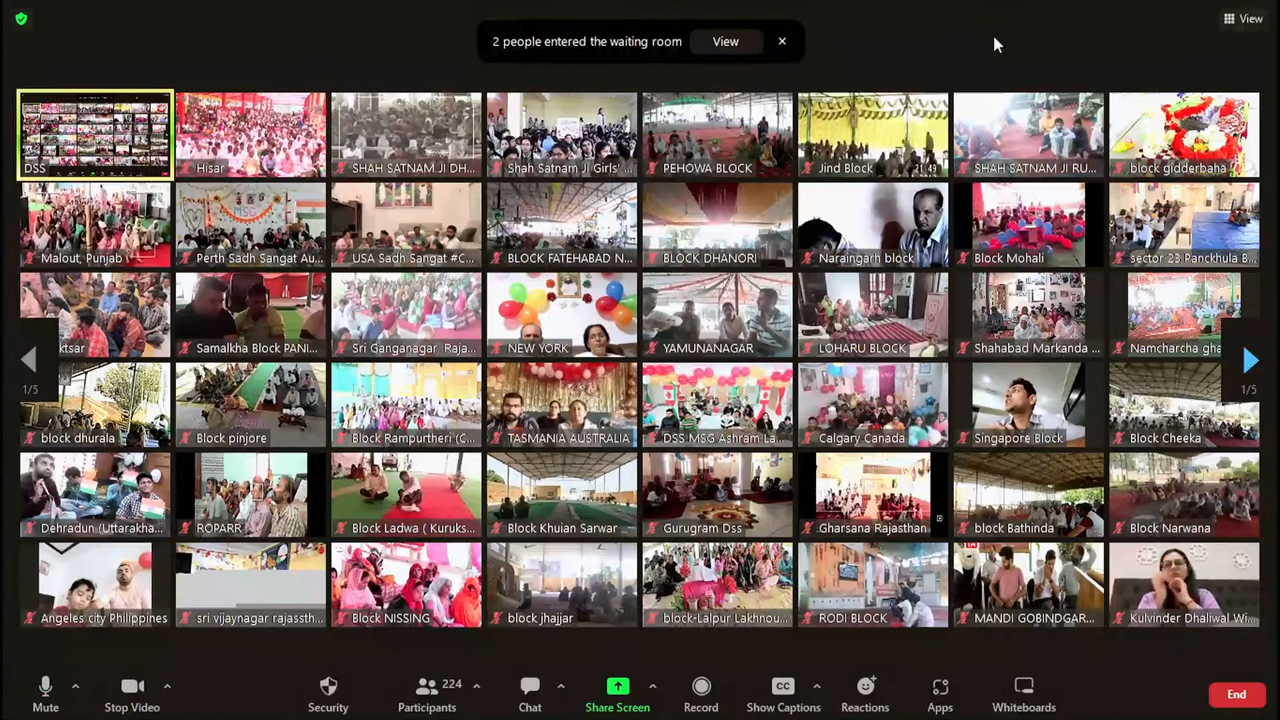 2 people entered the waiting room View
View
DSS
Hisar
SHAH SATNAM JI DH...
Shah Satnam Ji Girls' ...
PEHOWA BLOCK
Jind Block
21:49
SHAH SATNAM JI RU...
block gidderbaha
Malout, Punjab
Perth Sadh Sangat Au...
MSG
USA Sadh Sangat #C...
BLOCK FATEHABAD N...
BLOCK DHANORI
Naraingarh block
Block Mohali
sector 23 Panckhula B...
ktsar
Samalkha Block PANI...
Sri Ganganagar, Raja...
NEW YORK
YAMUNANAGAR
LOHARU BLOCK
Shahabad Markanda ...
Namcharcha gha
1/5
1/5
block dhurala
Block pinjore
Block Rampurtheri (C...
TASMANIA AUSTRALIA
DSS MSG Ashram La...
Calgary Canada
Singapore Block
Block Cheeka
Dehradun (Uttarakha...
ROPARR
Block Ladwa ( Kuruks...
Block Khuian Sarwar
Gurugram Dss
Gharsana Rajasthan
block Bathinda
Block Narwana
Angeles city Philippines
sri vijaynagar rajassth...
Block NISSING
block jhajjar
block-Lalpur Lakhnou...
RODI BLOCK
MANDI GOBINDGAR...
Kulvinder Dhaliwal Wi...
Mute
Stop Video
Security
Participants 224
Chat
Share Screen
Record
CC
Show Captions
Reactions
Apps
Whiteboards
End